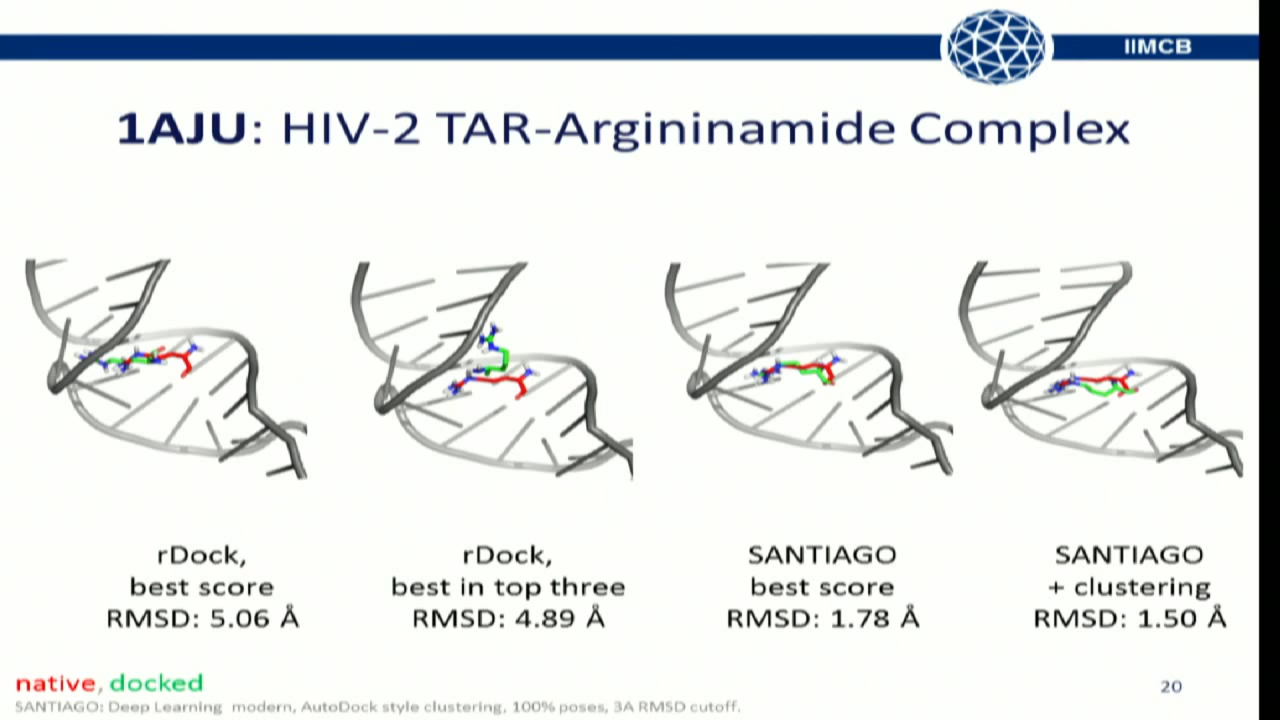 IIMCB
1AJU: HIV-2 TAR-Argininamide Complex
rDock,
best score
RMSD: 5.06 Å
rDock,
best in top three
RMSD: 4.89 Å
SANTIAGO
best score
RMSD: 1.78 Å
SANTIAGO
+ clustering
RMSD: 1.50 Å
native, docked
20
SANTIAGO: Deep Learning modern, AutoDock style clustering, 100% poses, 3A RMSD cutoff.